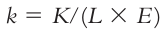 k = K/(L × E)